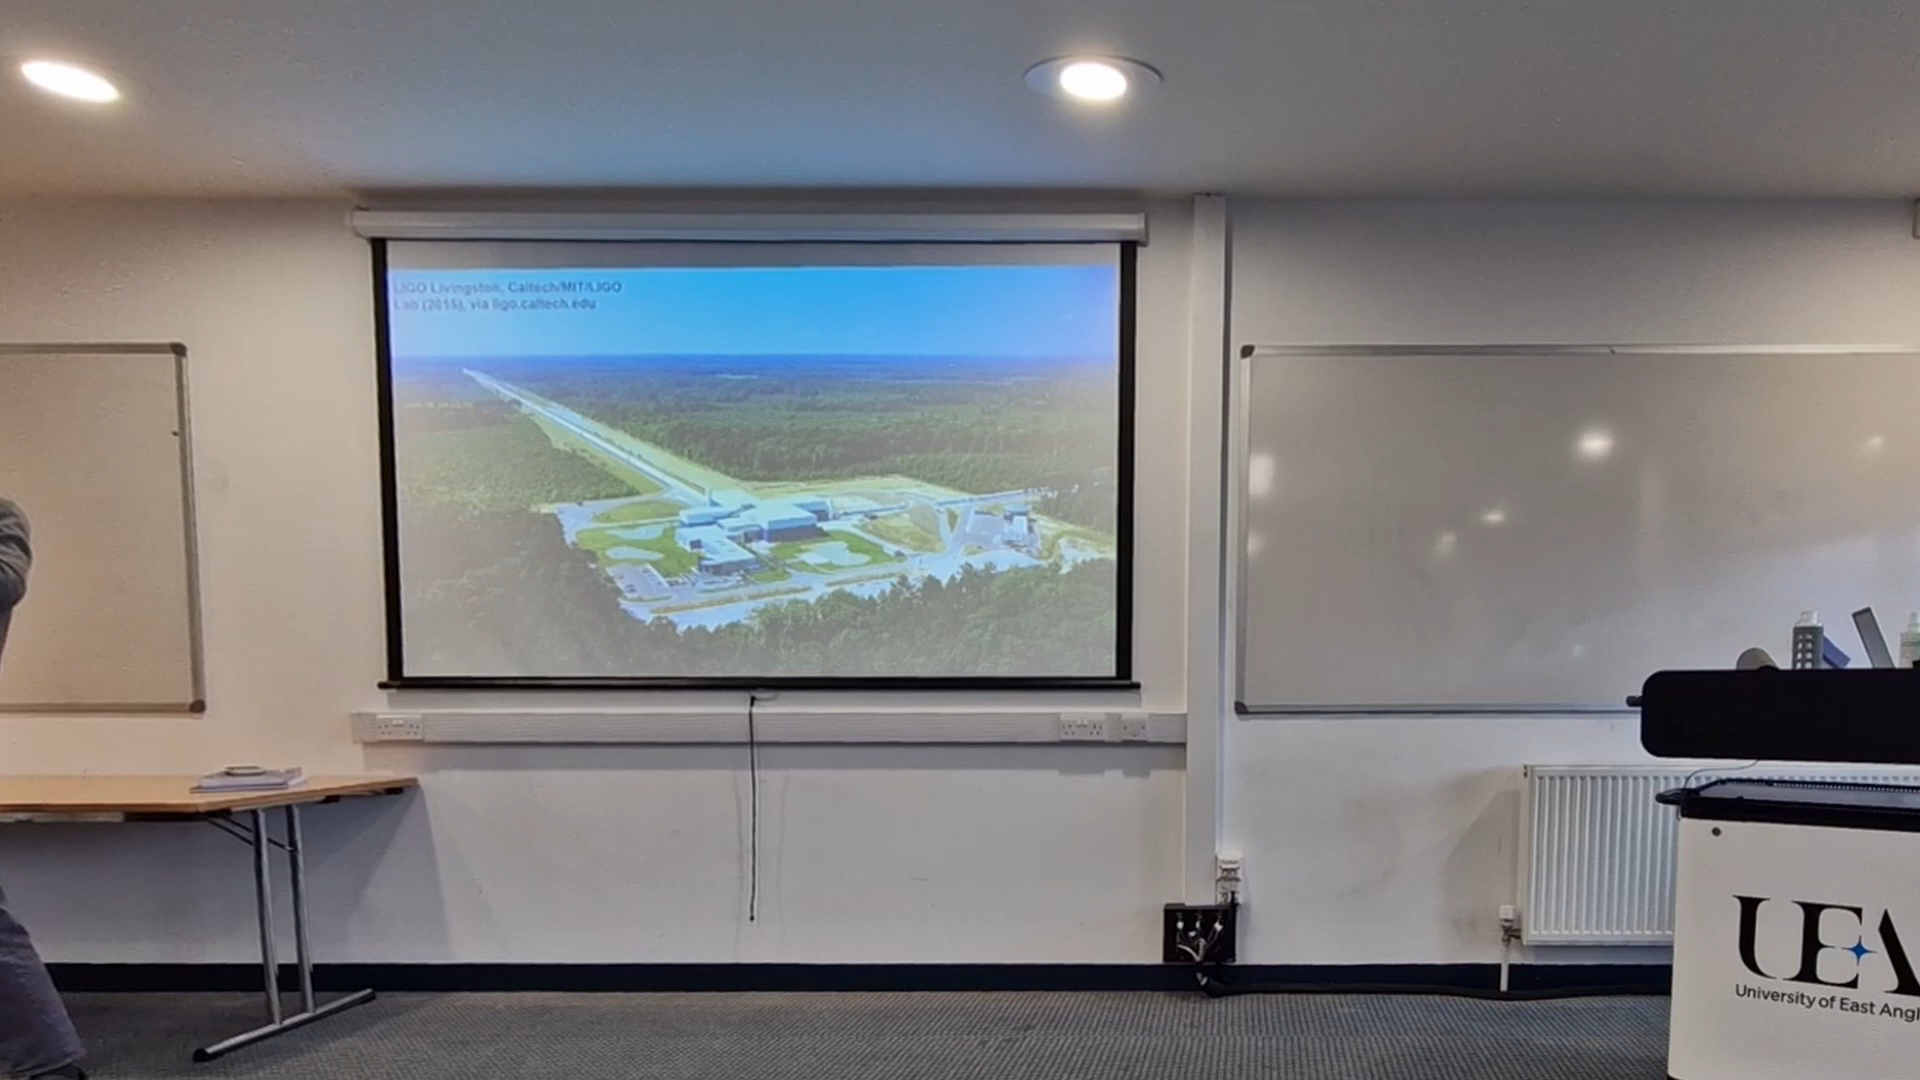 LIGO Livingston, Caltech/MIT/LIGO
Lab (2015), via ligo.caltech.edu
UEA
University of East Angl